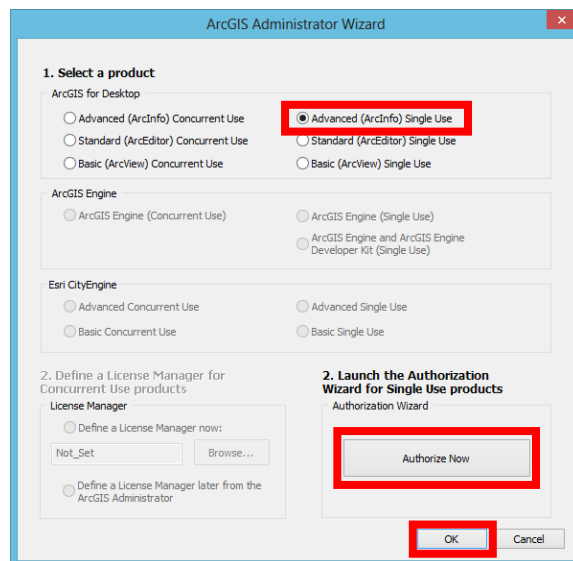 ArcGIS Administrator Wizard
1. Select a product
ArcGIS for Desktop
Advanced (ArcInfo) Concurrent Use
Advanced (ArcInfo) Single Use
Standard (ArcEditor) Concurrent Use
Standard (ArcEditor) Single Use
Basic (ArcView) Concurrent Use
Basic (ArcView) Single Use
ArcGIS Engine
ArcGIS Engine (Concurrent Use)
ArcGIS Engine (Single Use)
ArcGIS Engine and ArcGIS Engine
Developer Kit (Single Use)
Esri CityEngine
Advanced Concurrent Use
Advanced Single Use
Basic Concurrent Use
Basic Single Use
2. Define a License Manager for
Concurrent Use products
License Manager
Define a License Manager now:
Not_Set
Browse...
Define a License Manager later from the
ArcGIS Administrator
2. Launch the Authorization
Wizard for Single Use products
Authorization Wizard
Authorize Now
OK
Cancel